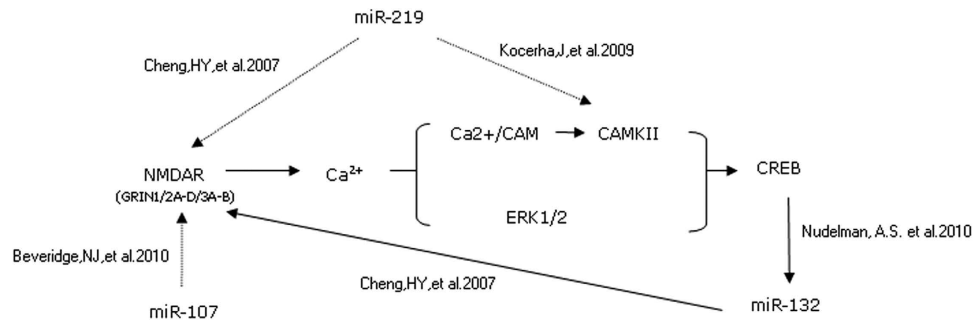 miR-219
Cheng,HY,et al.2007
Kocerha,J,et al.2009
Ca2+/CAM
CAMKII
NMDAR
(GRIN1/2A-D/3A-B)
Ca²⁺
CREB
ERK1/2
Nudelman, A.S. et al.2010
Beveridge,NJ,et al.2010
Cheng,HY,et al.2007
miR-107
miR-132